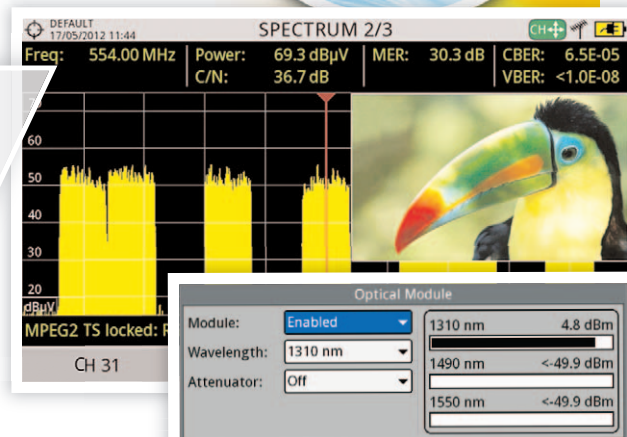 DEFAULT
17/05/2012 11:44
SPECTRUM 2/3
CH
Freq: 554.00 MHz
Power: 69.3 dBµV
MER: 30.3 dB
CBER: 6.5E-05
C/N: 36.7 dB
VBER: <1.0E-08
60
50
40
30
20
dBµV
MPEG2 TS locked:
CH 31
Optical Module
Module: Enabled
Wavelength: 1310 nm
Attenuator: Off
1310 nm 4.8 dBm
1490 nm <-49.9 dBm
1550 nm <-49.9 dBm